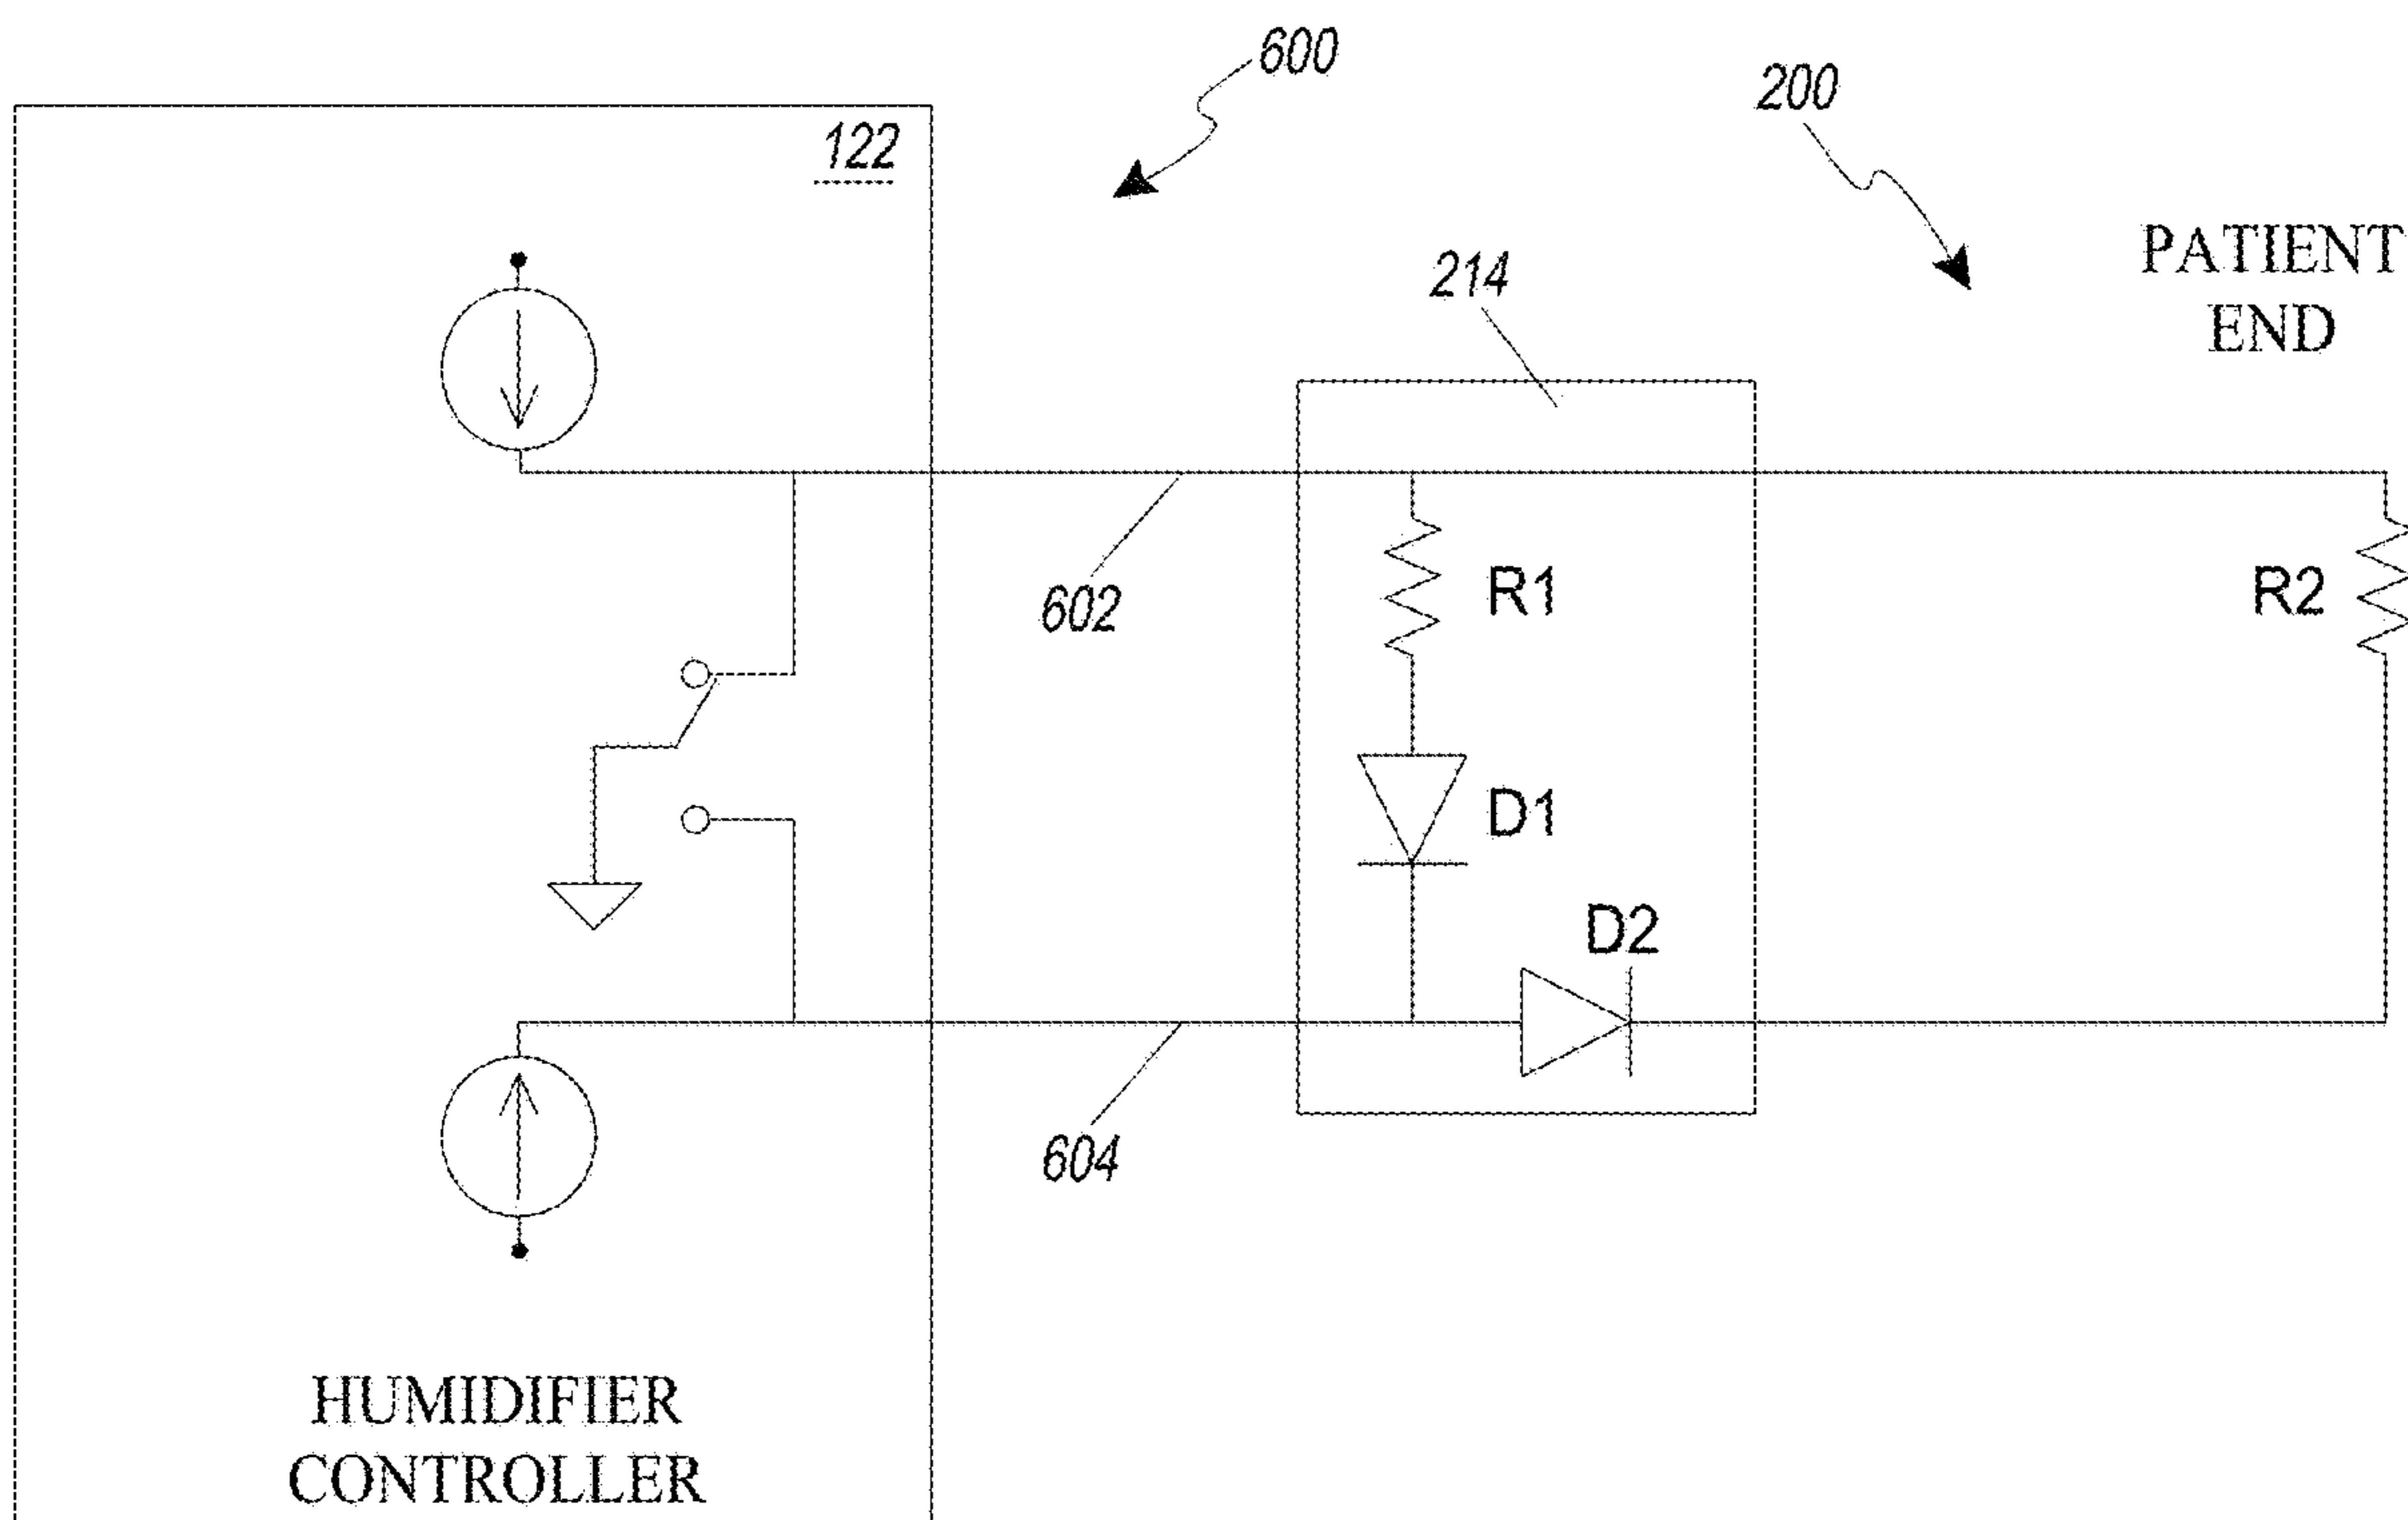 600
200
122
PATIENT
END
214
602
R1
R2
D1
D2
604
HUMIDIFIER
CONTROLLER